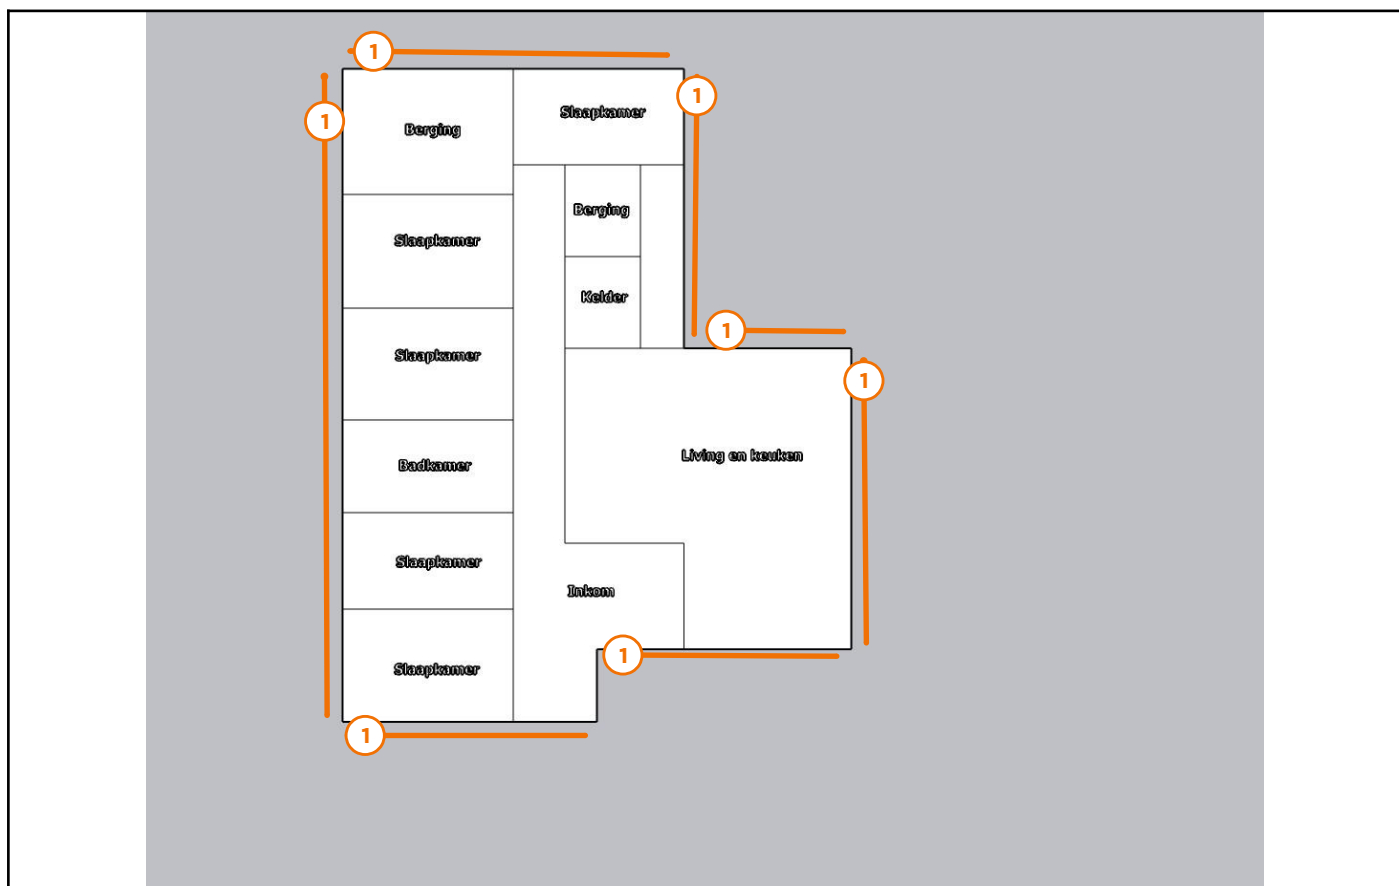 1
1
1
Slaapkamer
Berging
Berging
Slaapkamer
Kelder
1
Slaapkamer
1
Living en keuken
Badkamer
Slaapkamer
Inkom
1
Slaapkamer
1